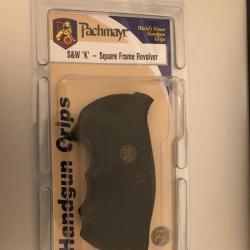 Pachmayr
World's Finest
Handgun
Grips
S&W 'K' – Square Frame Revolver
Handgun Grips